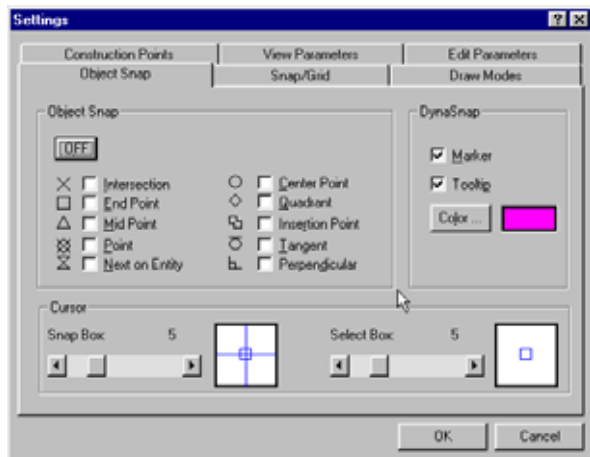 Settings
Construction Points View Parameters Edit Parameters
Object Snap Snap/Grid Draw Modes
Object Snap DynaSnap
OFF
Marker
Intersection Center Point
Tooltip
End Point Quadrant
Mid Point Insertion Point
Color ...
Point Tangent
Next on Entity Perpendicular
Cursor
Snap Box: 5 Select Box: 5
OK Cancel